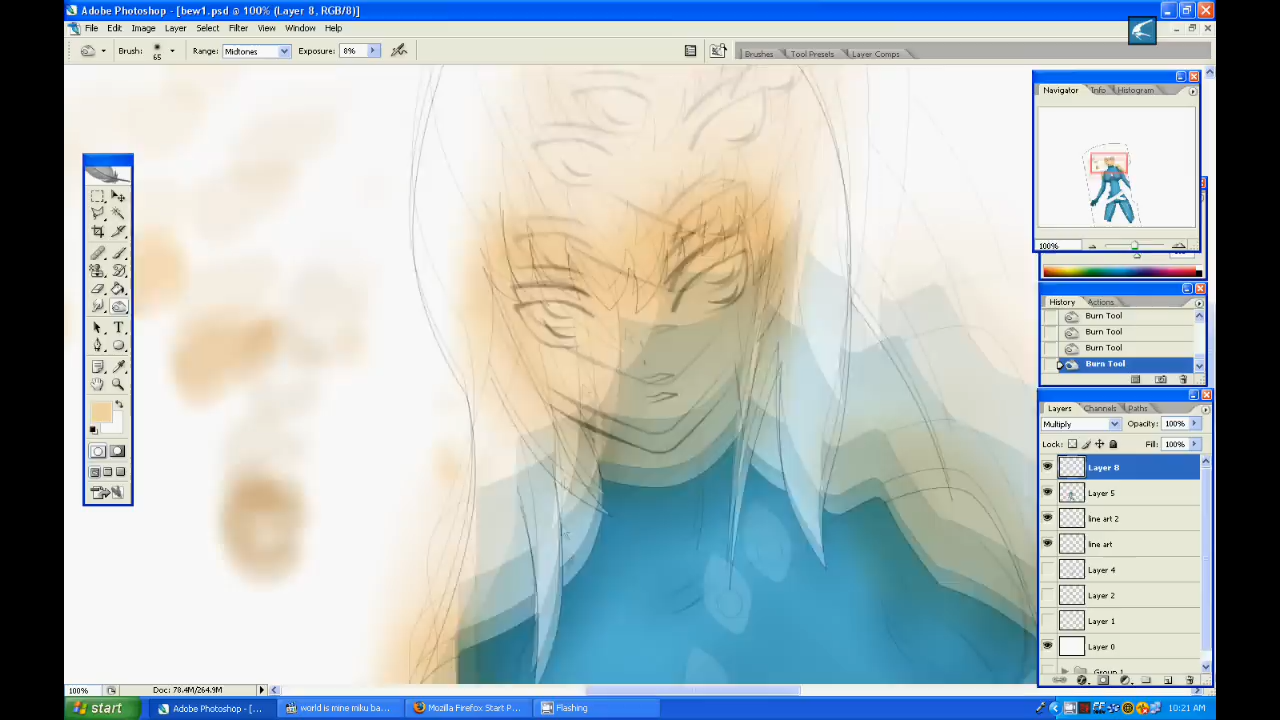 Adobe Photoshop - [bew1.psd @ 100% (Layer 8, RGB/8)]
File Edit Image Layer Select Filter View Window Help
Brush: 65 Range: Midtones Exposure: 8% Brushes Tool Presets Layer Comps
Navigator Info Histogram
100%
History Actions
Burn Tool
Burn Tool
Burn Tool
Burn Tool
Layers Channels Paths
Multiply Opacity: 100%
Lock: Fill: 100%
Layer 8
Layer 5
line art 2
line art
Layer 4
Layer 2
Layer 1
Layer 0
Group 1
100% Doc: 78.4M/264.9M
start Adobe Photoshop - [... world is mine miku ba... Mozilla Firefox Start P... Flashing 10:21 AM